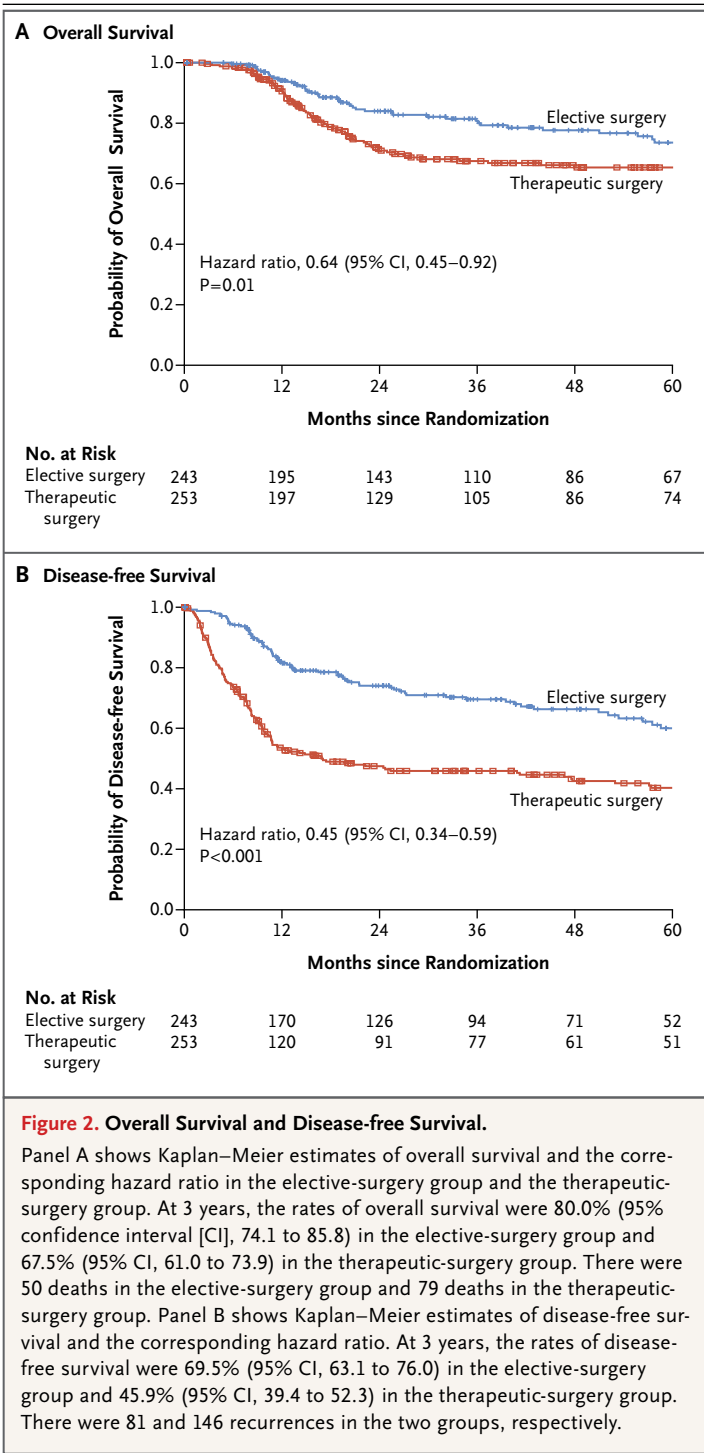 A Overall Survival
Probability of Overall Survival
1.0
0.8
0.6
0.4
0.2
0.0
Elective surgery
Therapeutic surgery
Hazard ratio, 0.64 (95% CI, 0.45–0.92)
P=0.01
0 12 24 36 48 60
Months since Randomization
No. at Risk
Elective surgery 243 195 143 110 86 67
Therapeutic 253 197 129 105 86 74
surgery
B Disease-free Survival
Probability of Disease-free Survival
1.0
0.8
0.6
0.4
0.2
0.0
Elective surgery
Therapeutic surgery
Hazard ratio, 0.45 (95% CI, 0.34–0.59)
P<0.001
0 12 24 36 48 60
Months since Randomization
No. at Risk
Elective surgery 243 170 126 94 71 52
Therapeutic 253 120 91 77 61 51
surgery
Figure 2. Overall Survival and Disease-free Survival.
Panel A shows Kaplan–Meier estimates of overall survival and the corre-
sponding hazard ratio in the elective-surgery group and the therapeutic-
surgery group. At 3 years, the rates of overall survival were 80.0% (95%
confidence interval [CI], 74.1 to 85.8) in the elective-surgery group and
67.5% (95% CI, 61.0 to 73.9) in the therapeutic-surgery group. There were
50 deaths in the elective-surgery group and 79 deaths in the therapeutic-
surgery group. Panel B shows Kaplan–Meier estimates of disease-free sur-
vival and the corresponding hazard ratio. At 3 years, the rates of disease-
free survival were 69.5% (95% CI, 63.1 to 76.0) in the elective-surgery
group and 45.9% (95% CI, 39.4 to 52.3) in the therapeutic-surgery group.
There were 81 and 146 recurrences in the two groups, respectively.